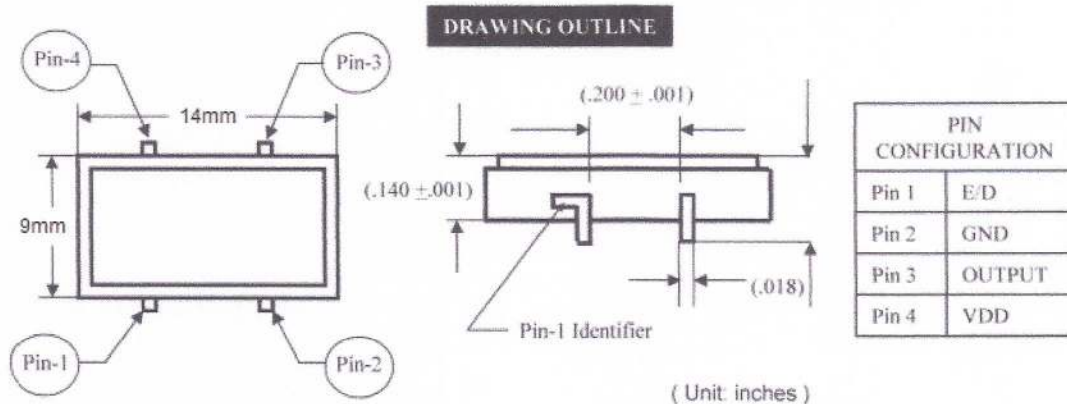 DRAWING OUTLINE
Pin-4
Pin-3
14mm
9mm
Pin-1
Pin-2
(.200 ± .001)
(.140 ±.001)
(.018)
Pin-1 Identifier
( Unit: inches )
PIN
CONFIGURATION
Pin 1 E/D
Pin 2 GND
Pin 3 OUTPUT
Pin 4 VDD